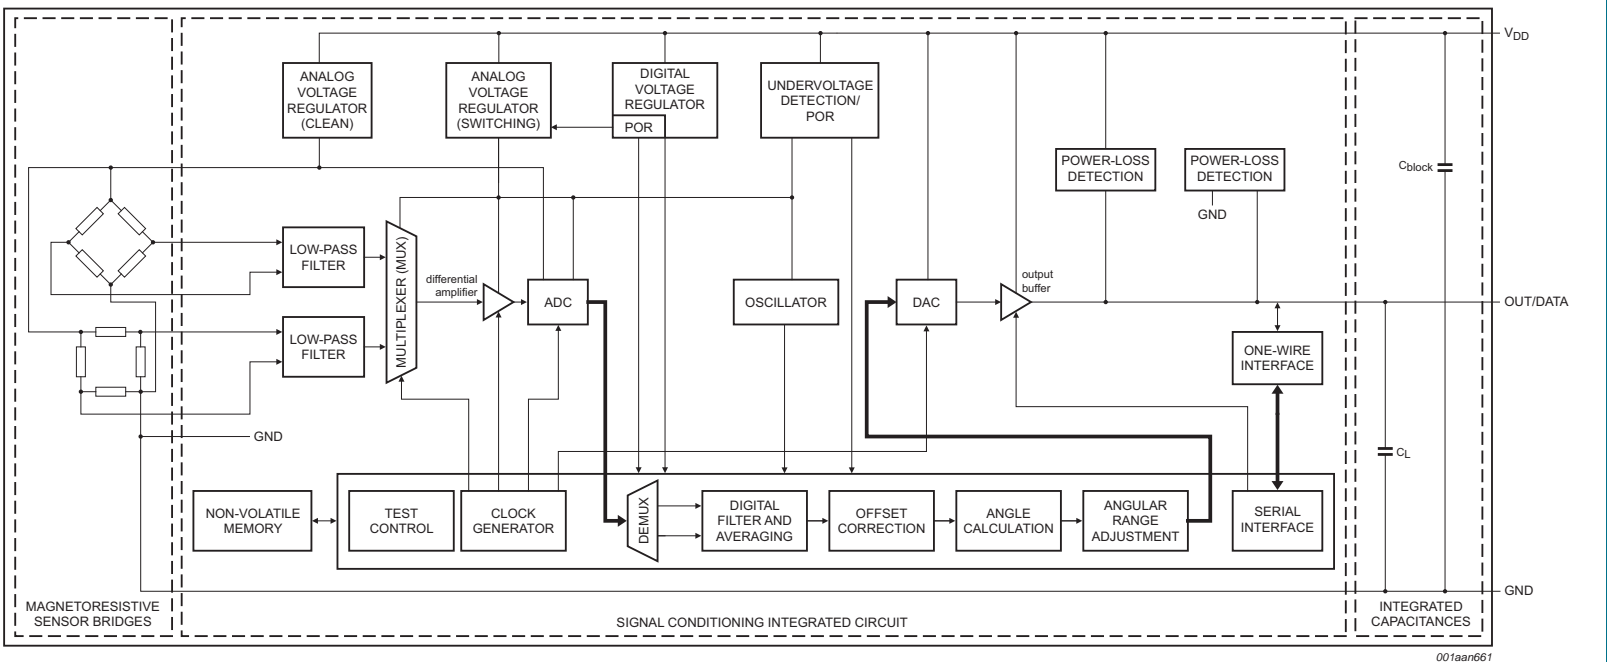 VDD
ANALOG
VOLTAGE
REGULATOR
(CLEAN)
ANALOG
VOLTAGE
REGULATOR
(SWITCHING)
DIGITAL
VOLTAGE
REGULATOR
POR
UNDERVOLTAGE
DETECTION/
POR
POWER-LOSS
DETECTION
POWER-LOSS
DETECTION
GND
Cblock
LOW-PASS
FILTER
LOW-PASS
FILTER
MULTIPLEXER (MUX)
differential
amplifier
ADC
OSCILLATOR
DAC
output
buffer
OUT/DATA
ONE-WIRE
INTERFACE
GND
CL
NON-VOLATILE
MEMORY
TEST
CONTROL
CLOCK
GENERATOR
DEMUX
DIGITAL
FILTER AND
AVERAGING
OFFSET
CORRECTION
ANGLE
CALCULATION
ANGULAR
RANGE
ADJUSTMENT
SERIAL
INTERFACE
GND
MAGNETORESISTIVE
SENSOR BRIDGES
SIGNAL CONDITIONING INTEGRATED CIRCUIT
INTEGRATED
CAPACITANCES
001aan661